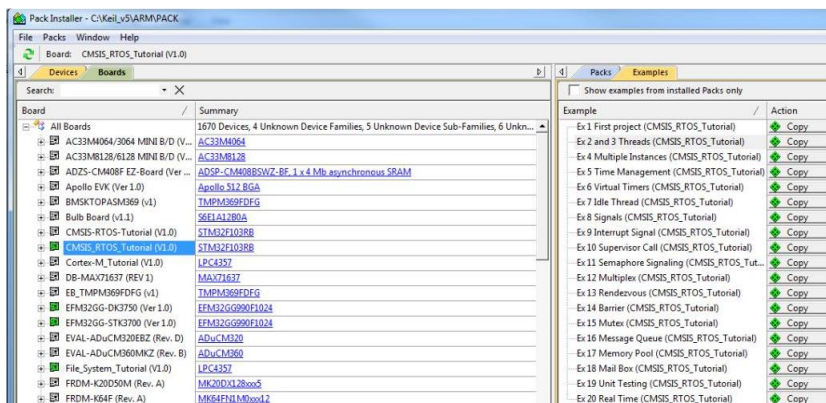 Pack Installer - C:\Keil_v5\ARM\PACK
File Packs Window Help
Board: CMSIS_RTOS_Tutorial (V1.0)
Devices Boards
Search:
Board Summary
All Boards 1670 Devices, 4 Unknown Device Families, 5 Unknown Device Sub-Families, 6 Unkn...
AC33M4064/3064 MINI B/D (V... AC33M4064
AC33M8128/6128 MINI B/D (V... AC33M8128
ADZS-CM408F EZ-Board (Ver ... ADSP-CM408BSWZ-BF, 1 x 4 Mb asynchronous SRAM
Apollo EVK (Ver 1.0) Apollo 512 BGA
BMSKTOPASM369 (v1) TMPM369FDFG
Bulb Board (v1.1) S6E1A12B0A
CMSIS-RTOS-Tutorial (V1.0) STM32F103RB
CMSIS_RTOS_Tutorial (V1.0) STM32F103RB
Cortex-M_Tutorial (V1.0) LPC4357
DB-MAX71637 (REV 1) MAX71637
EB_TMPM369FDFG (v1) TMPM369FDFG
EFM32GG-DK3750 (Ver 1.0) EFM32GG990F1024
EFM32GG-STK3700 (Ver 1.0) EFM32GG990F1024
EVAL-ADuCM320EBZ (Rev. D) ADuCM320
EVAL-ADuCM360MKZ (Rev. B) ADuCM360
File_System_Tutorial (V1.0) LPC4357
FRDM-K20D50M (Rev. A) MK20DX128xxx5
FRDM-K64F (Rev. A) MK64FN1M0xxx12
Packs Examples
Show examples from installed Packs only
Example Action
Ex 1 First project (CMSIS_RTOS_Tutorial) Copy
Ex 2 and 3 Threads (CMSIS_RTOS_Tutorial) Copy
Ex 4 Multiple Instances (CMSIS_RTOS_Tutorial) Copy
Ex 5 Time Management (CMSIS_RTOS_Tutorial) Copy
Ex 6 Virtual Timers (CMSIS_RTOS_Tutorial) Copy
Ex 7 Idle Thread (CMSIS_RTOS_Tutorial) Copy
Ex 8 Signals (CMSIS_RTOS_Tutorial) Copy
Ex 9 Interrupt Signal (CMSIS_RTOS_Tutorial) Copy
Ex 10 Supervisor Call (CMSIS_RTOS_Tutorial) Copy
Ex 11 Semaphore Signaling (CMSIS_RTOS_Tut... Copy
Ex 12 Multiplex (CMSIS_RTOS_Tutorial) Copy
Ex 13 Rendezvous (CMSIS_RTOS_Tutorial) Copy
Ex 14 Barrier (CMSIS_RTOS_Tutorial) Copy
Ex 15 Mutex (CMSIS_RTOS_Tutorial) Copy
Ex 16 Message Queue (CMSIS_RTOS_Tutorial) Copy
Ex 17 Memory Pool (CMSIS_RTOS_Tutorial) Copy
Ex 18 Mail Box (CMSIS_RTOS_Tutorial) Copy
Ex 19 Unit Testing (CMSIS_RTOS_Tutorial) Copy
Ex 20 Real Time (CMSIS_RTOS_Tutorial) Copy